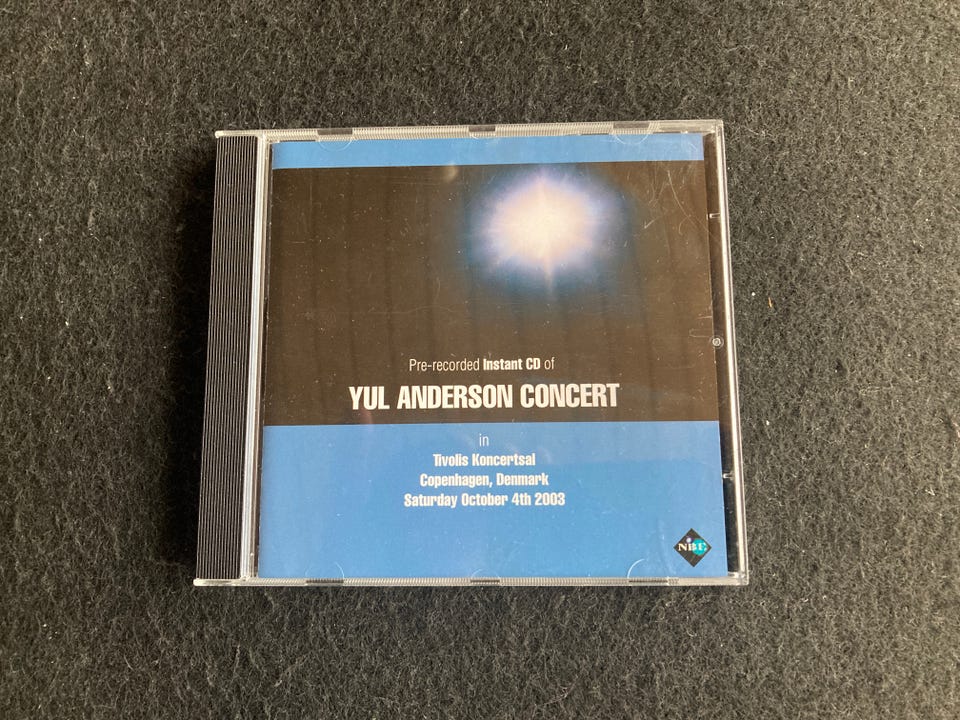 Pre-recorded Instant CD of
YUL ANDERSON CONCERT
in
Tivolis Koncertsal
Copenhagen, Denmark
Saturday October 4th 2003
NBE